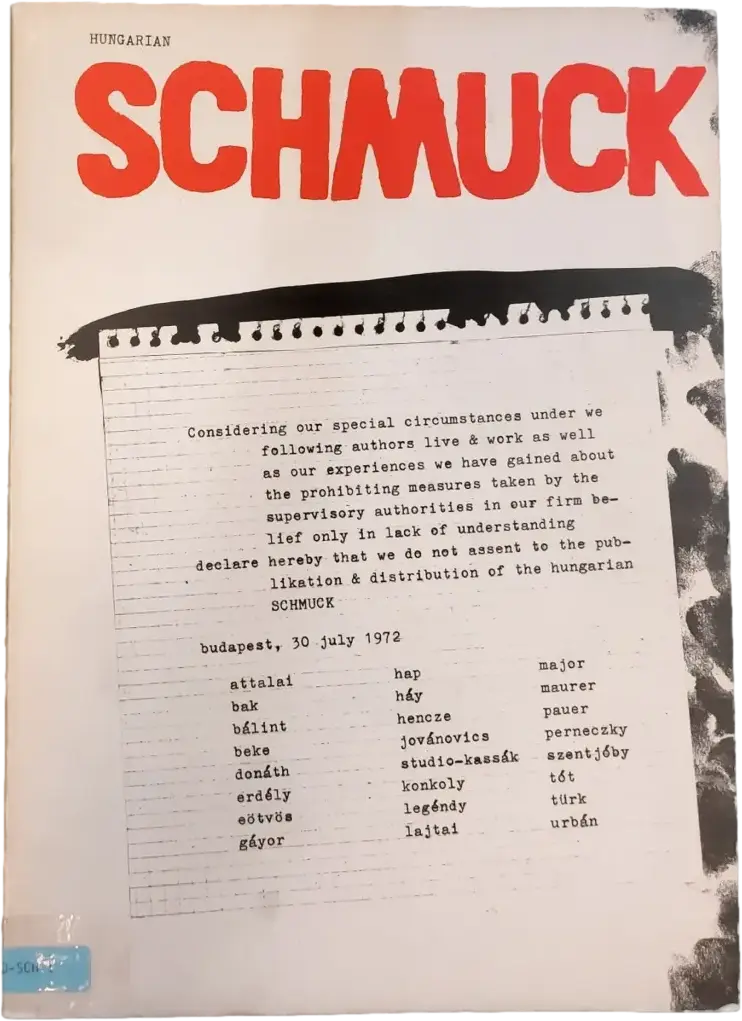 HUNGARIAN
SCHMUCK
Considering our special circumstances under we
following authors live & work as well
as our experiences we have gained about
the prohibiting measures taken by the
supervisory authorities in our firm be-
lief only in lack of understanding
declare hereby that we do not assent to the pub-
likation & distribution of the hungarian
SCHMUCK
budapest, 30 july 1972
attalai
bak
bálint
beke
donáth
erdély
eötvös
gáyor
hap
háy
hencze
jovánovics
studio-kassák
konkoly
legéndy
lajtai
major
maurer
pauer
perneczky
szentjóby
tót
türk
urbán